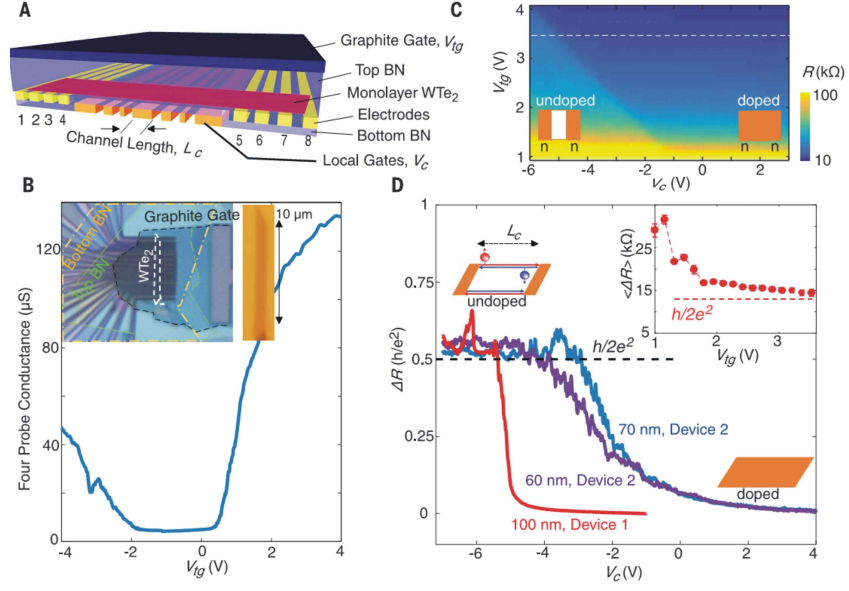 A
Graphite Gate, Vtg
Top BN
Monolayer WTe2
Electrodes
Bottom BN
Local Gates, Vc
1 2 3 4
5 6 7 8
Channel Length, Lc
B
Four Probe Conductance (μS)
120
80
40
0
-4 -2 0 2 4
Vtg (V)
Bottom BN
Top BN
WTe2
Graphite Gate
10 μm
C
Vtg (V)
4
3
2
1
undoped
n n
doped
n n
-6 -4 -2 0 2
Vc (V)
R (kΩ)
100
10
D
ΔR (h/e2)
1
0.75
0.5
0.25
0
-6 -4 -2 0 2 4
Vc (V)
Lc
undoped
h/2e2
70 nm, Device 2
60 nm, Device 2
100 nm, Device 1
doped
<ΔR> (kΩ)
35
25
15
h/2e2
1 2 3
Vtg (V)